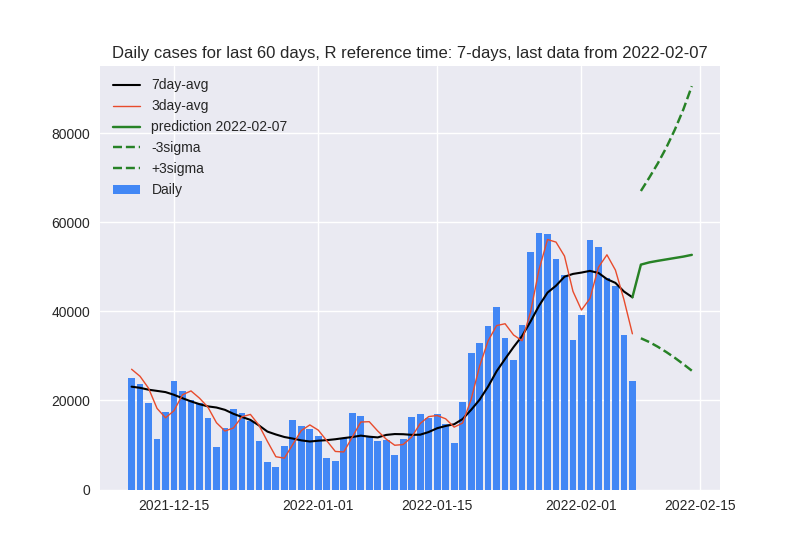 Daily cases for last 60 days, R reference time: 7-days, last data from 2022-02-07
7day-avg
3day-avg
prediction 2022-02-07
-3sigma
+3sigma
Daily
80000
60000
40000
20000
0
2021-12-15
2022-01-01
2022-01-15
2022-02-01
2022-02-15